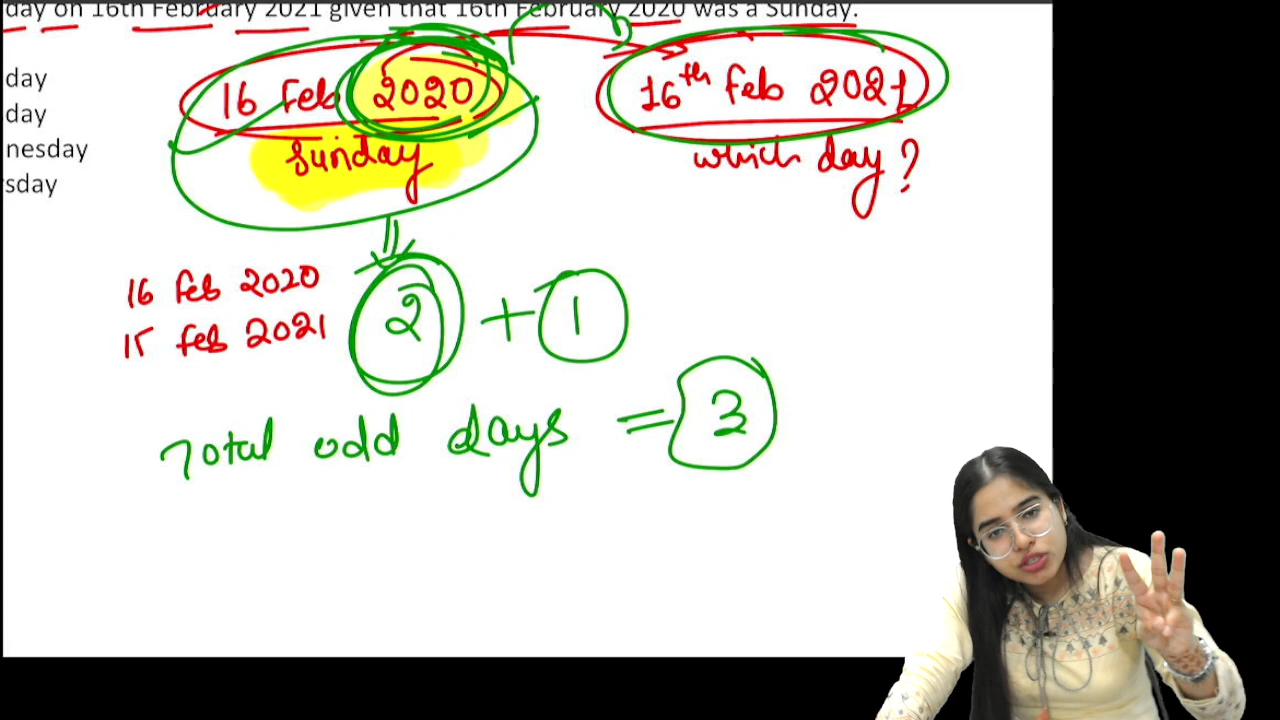 day on 16th February 2021 given that 16th February 2020 was a Sunday.
day
day
nesday
sday
16 Feb 2020
16th Feb 2021
Sunday
which day?
16 Feb 2020
15 Feb 2021
2 + 1
Total odd days = 3